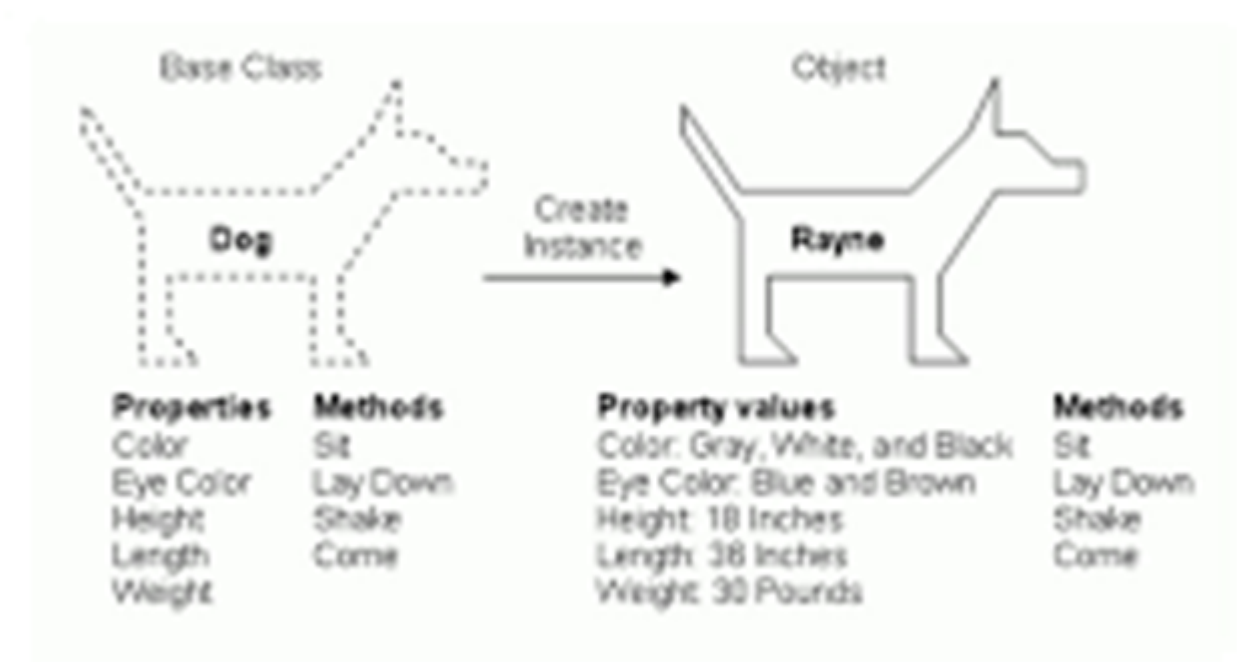 Base Class
Object
Dog
Create
Instance
Rayne
Properties
Color
Eye Color
Height
Length
Weight
Methods
Sit
Lay Down
Shake
Come
Property values
Color: Gray, White, and Black
Eye Color: Blue and Brown
Height: 18 Inches
Length: 36 Inches
Weight: 30 Pounds
Methods
Sit
Lay Down
Shake
Come